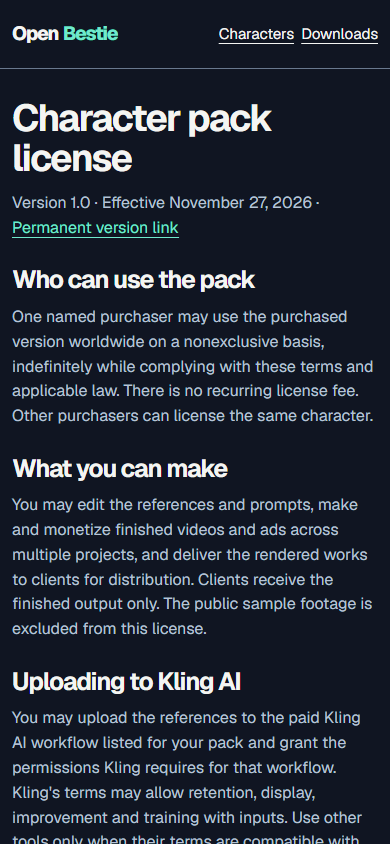 Open Bestie
Characters Downloads
Character pack
license
Version 1.0 · Effective November 27, 2026 ·
Permanent version link
Who can use the pack
One named purchaser may use the purchased
version worldwide on a nonexclusive basis,
indefinitely while complying with these terms and
applicable law. There is no recurring license fee.
Other purchasers can license the same character.
What you can make
You may edit the references and prompts, make
and monetize finished videos and ads across
multiple projects, and deliver the rendered works
to clients for distribution. Clients receive the
finished output only. The public sample footage is
excluded from this license.
Uploading to Kling AI
You may upload the references to the paid Kling
AI workflow listed for your pack and grant the
permissions Kling requires for that workflow.
Kling's terms may allow retention, display,
improvement and training with inputs. Use other
tools only when their terms are compatible with